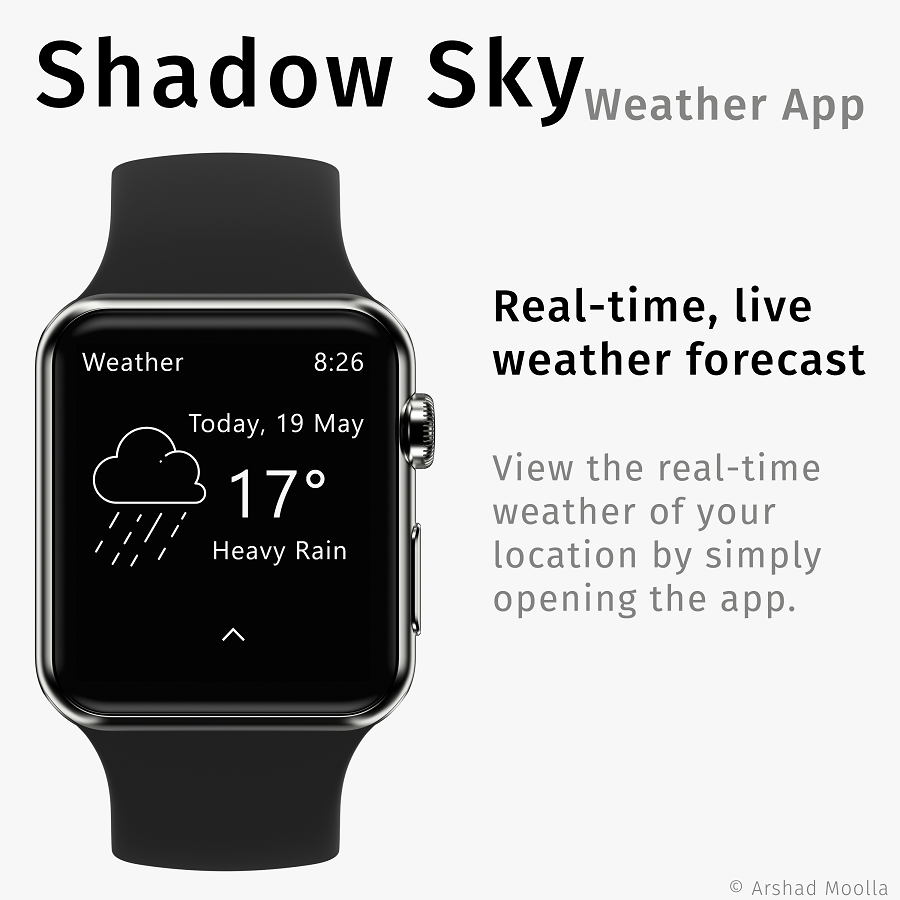 Shadow Sky Weather App
Weather 8:26
Today, 19 May
17°
Heavy Rain
Real-time, live
weather forecast
View the real-time
weather of your
location by simply
opening the app.
© Arshad Moolla